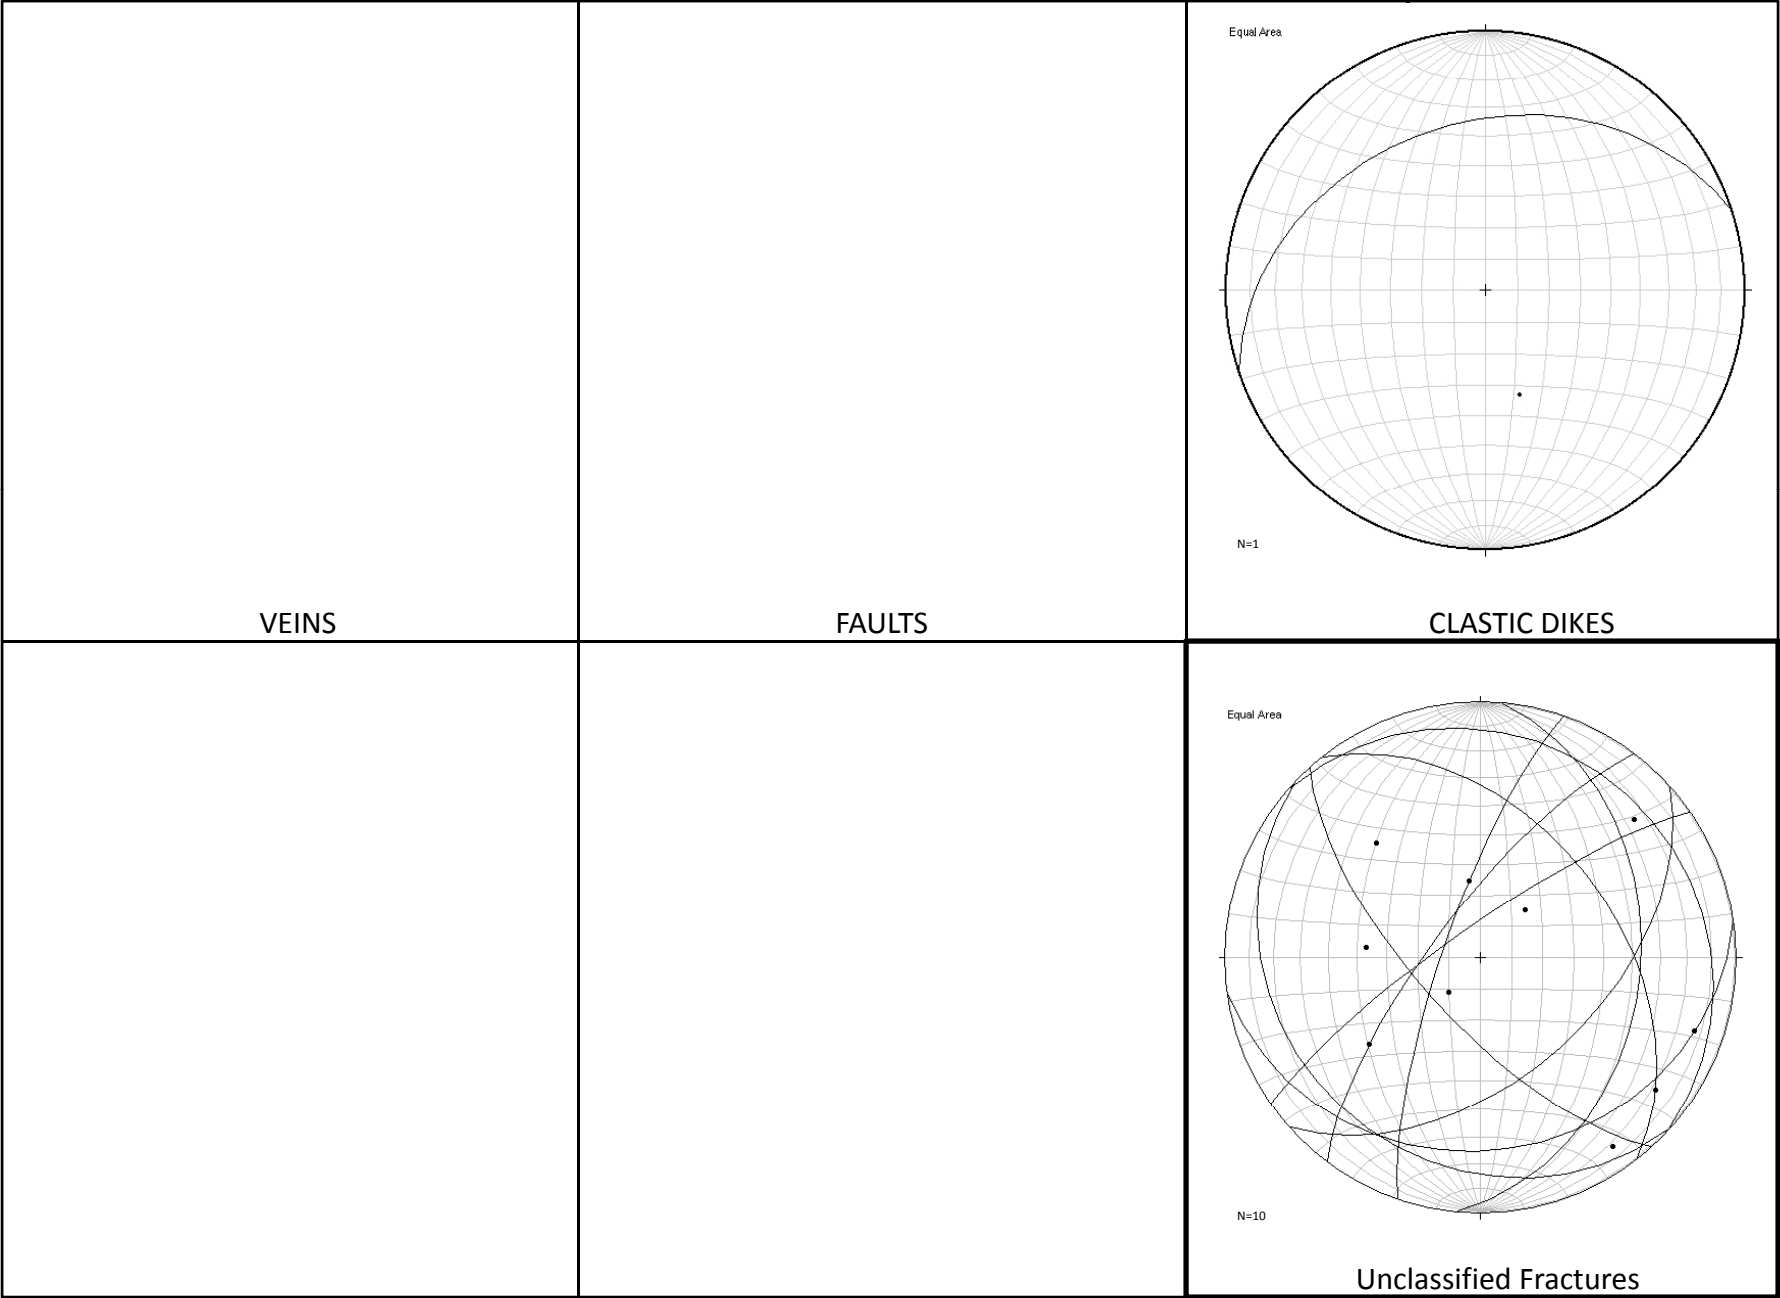 Equal Area
N=1
VEINS
FAULTS
CLASTIC DIKES
Equal Area
N=10
Unclassified Fractures